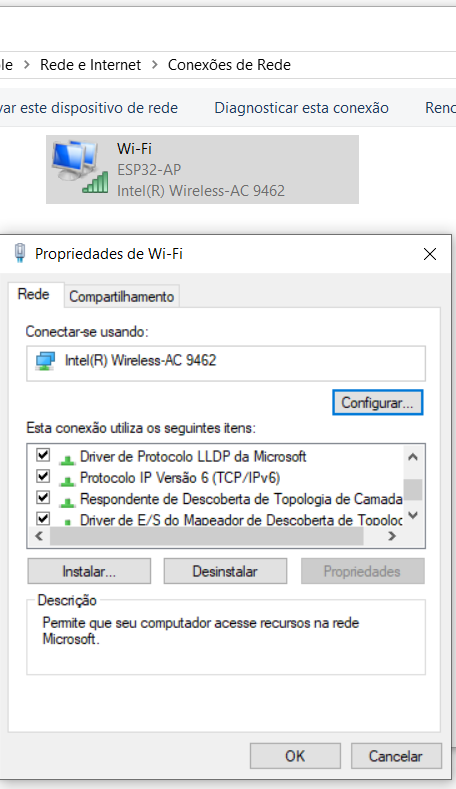 Rede e Internet > Conexões de Rede
este dispositivo de rede Diagnosticar esta conexão
Wi-Fi
ESP32-AP
Intel(R) Wireless-AC 9462
Propriedades de Wi-Fi
Rede Compartilhamento
Conectar-se usando:
Intel(R) Wireless-AC 9462
Configurar...
Esta conexão utiliza os seguintes itens:
Driver de Protocolo LLDP da Microsoft
Protocolo IP Versão 6 (TCP/IPv6)
Respondente de Descoberta de Topologia de Camada
Driver de E/S do Mapeador de Descoberta de
Instalar... Desinstalar Propriedades
Descrição
Permite que seu computador acesse recursos na rede
Microsoft.
OK Cancelar